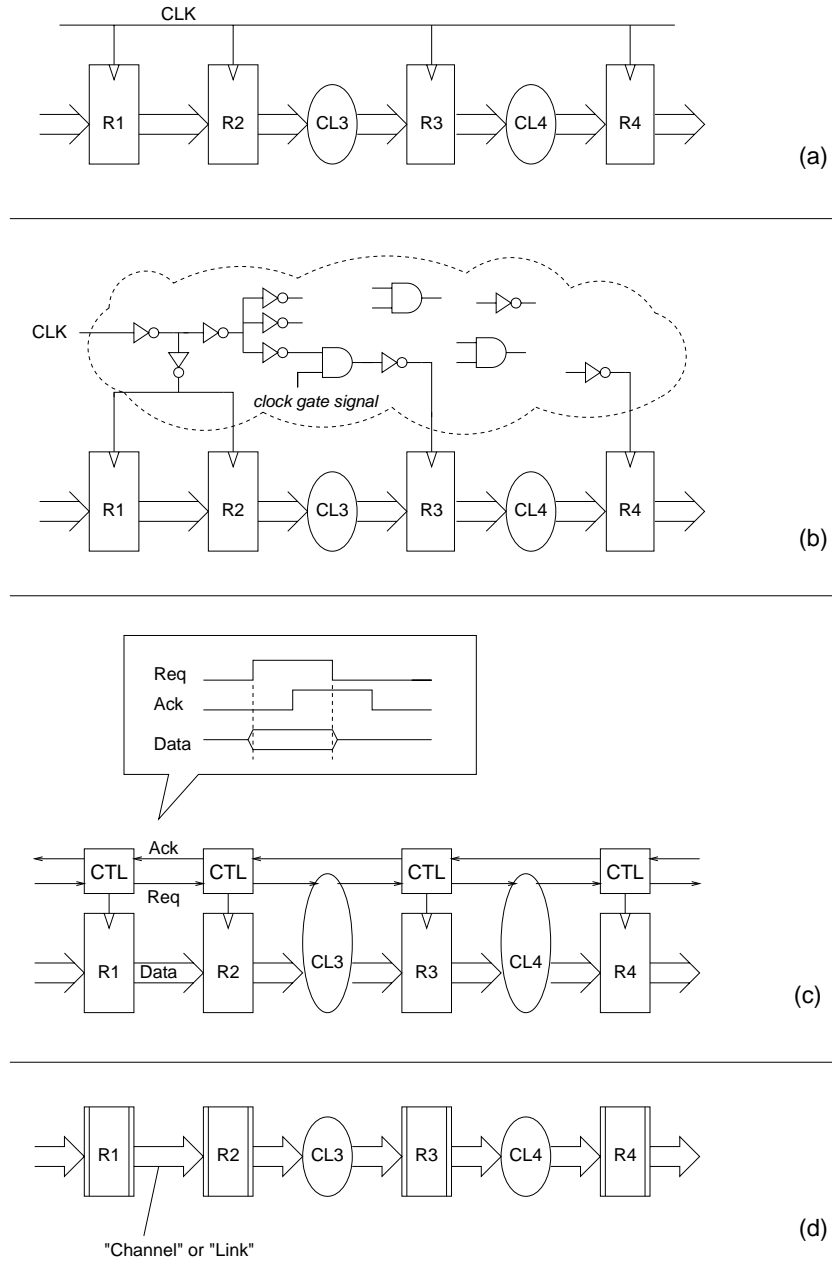 CLK
R1 R2 CL3 R3 CL4 R4
(a)
CLK
clock gate signal
R1 R2 CL3 R3 CL4 R4
(b)
Req
Ack
Data
Ack
CTL CTL CTL CTL
Req
R1 Data R2 CL3 R3 CL4 R4
(c)
R1 R2 CL3 R3 CL4 R4
(d)
"Channel" or "Link"